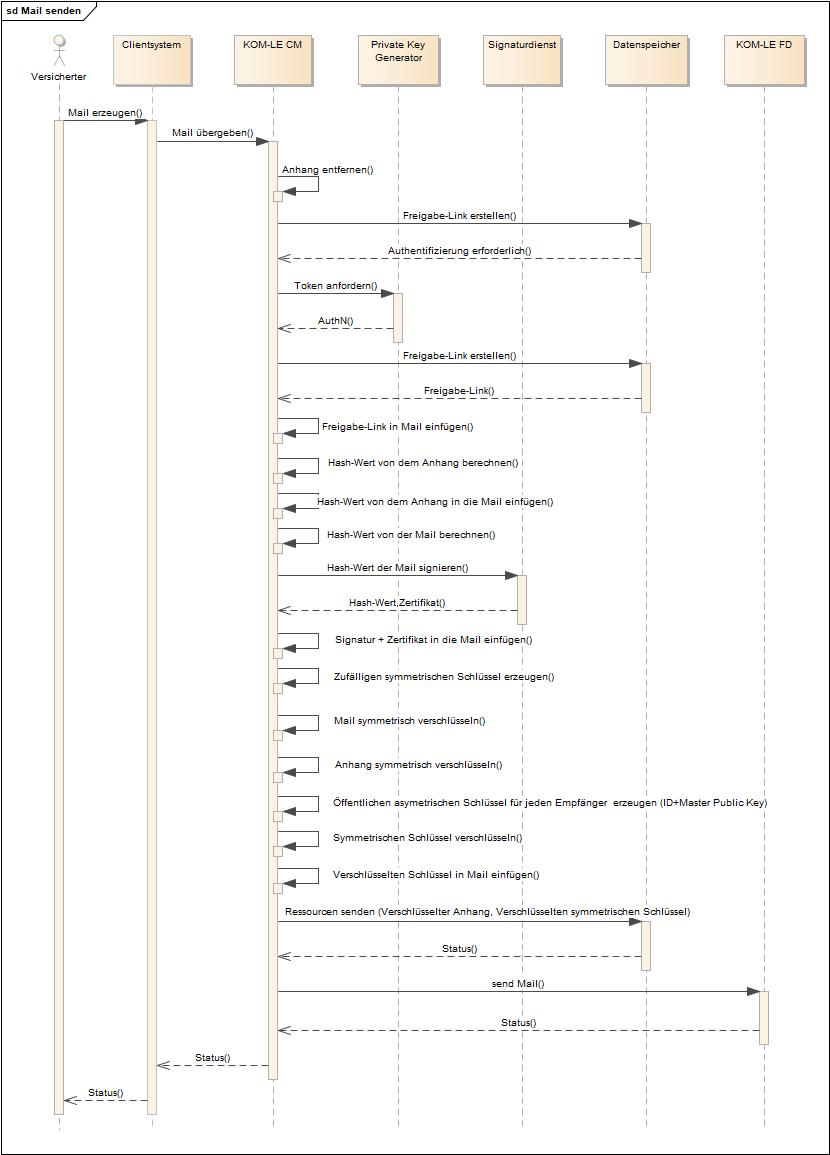 sd Mail senden
Versicherter
Clientsystem
KOM-LE CM
Private Key
Generator
Signaturdienst
Datenspeicher
KOM-LE FD
Mail erzeugen()
Mail übergeben()
Anhang entfernen()
Freigabe-Link erstellen()
Authentifizierung erforderlich()
Token anfordern()
AuthN()
Freigabe-Link erstellen()
Freigabe-Link()
Freigabe-Link in Mail einfügen()
Hash-Wert von dem Anhang berechnen()
Hash-Wert von dem Anhang in die Mail einfügen()
Hash-Wert von der Mail berechnen()
Hash-Wert der Mail signieren()
Hash-Wert,Zertifikat()
Signatur + Zertifikat in die Mail einfügen()
Zufälligen symmetrischen Schlüssel erzeugen()
Mail symmetrisch verschlüsseln()
Anhang symmetrisch verschlüsseln()
Öffentlichen asymetrischen Schlüssel für jeden Empfänger  erzeugen (ID+Master Public Key)
Symmetrischen Schlüssel verschlüsseln()
Verschlüsselten Schlüssel in Mail einfügen()
Ressourcen senden (Verschlüsselter Anhang, Verschlüsselten symmetrischen Schlüssel)
Status()
send Mail()
Status()
Status()
Status()